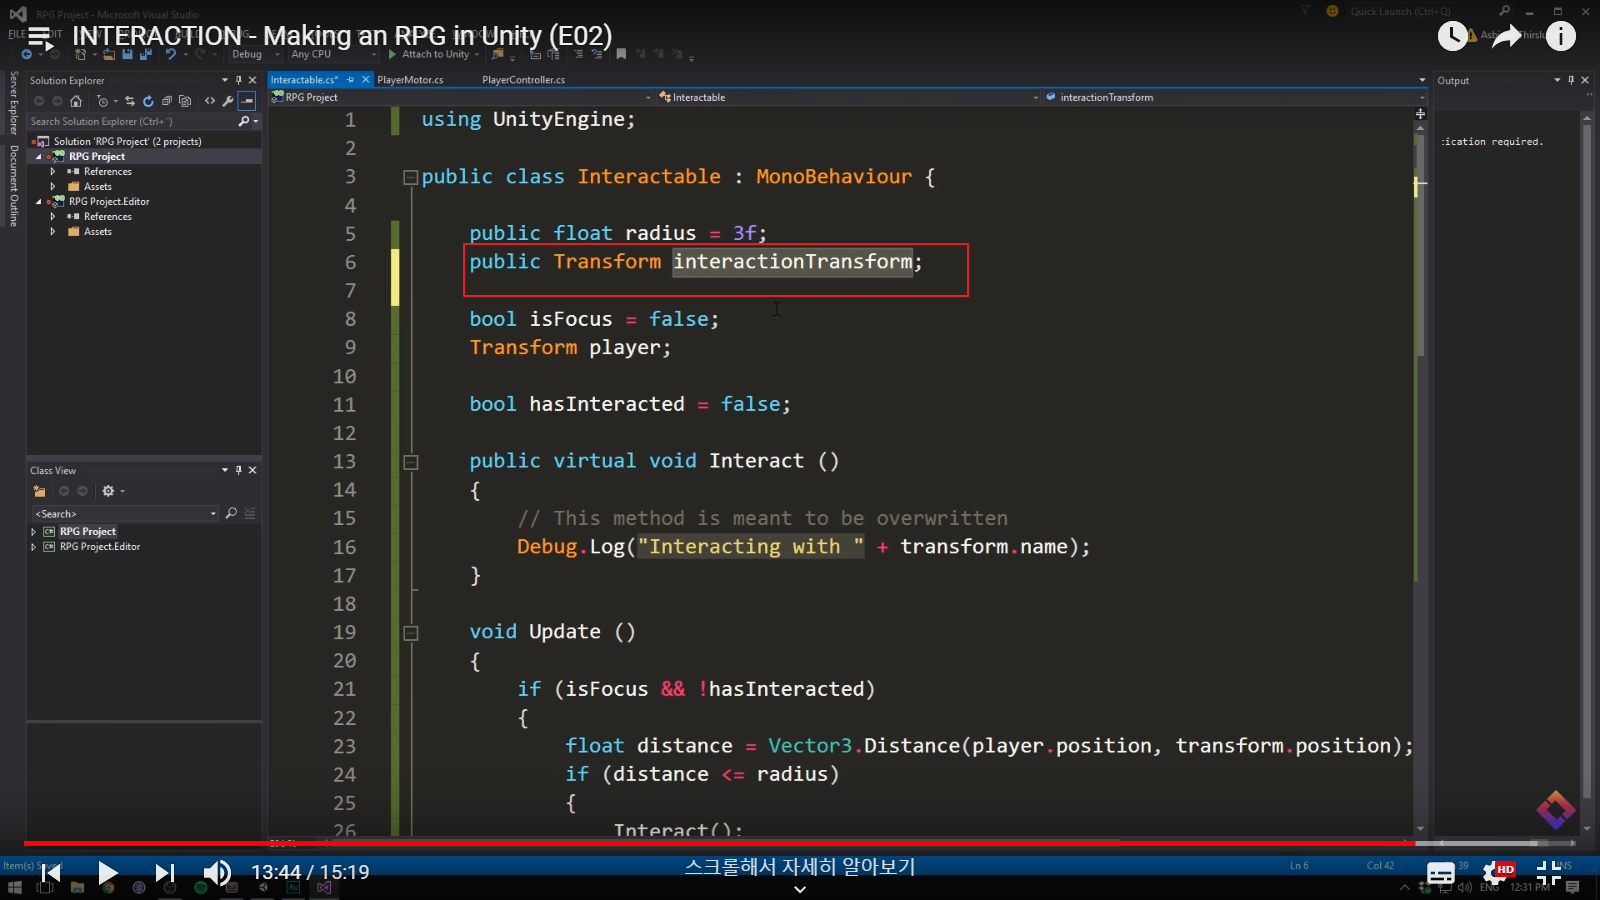 RPG Project - Microsoft Visual Studio
Quick Launch (Ctrl+Q)
INTERACTION - Making an RPG in Unity (E02)
FILE
Debug
Any CPU
Attach to Unity
Server Explorer
Document Outline
Solution Explorer
Search Solution Explorer (Ctrl+¨)
Solution 'RPG Project' (2 projects)
RPG Project
References
Assets
RPG Project.Editor
References
Assets
Class View
<Search>
RPG Project
RPG Project.Editor
Interactable.cs*
PlayerMotor.cs
PlayerController.cs
RPG Project
Interactable
interactionTransform
Output
:ication required.
1 using UnityEngine;
2
3 public class Interactable : MonoBehaviour {
4
5 public float radius = 3f;
6 public Transform interactionTransform;
7
8 bool isFocus = false;
9 Transform player;
10
11 bool hasInteracted = false;
12
13 public virtual void Interact ()
14 {
15 // This method is meant to be overwritten
16 Debug.Log("Interacting with " + transform.name);
17 }
18
19 void Update ()
20 {
21 if (isFocus && !hasInteracted)
22 {
23 float distance = Vector3.Distance(player.position, transform.position);
24 if (distance <= radius)
25 {
26 Interact();
Item(s)
13:44 / 15:19
스크롤해서 자세히 알아보기
Ln 6
Col 42
39
INS
HD
ENG
12:31 PM